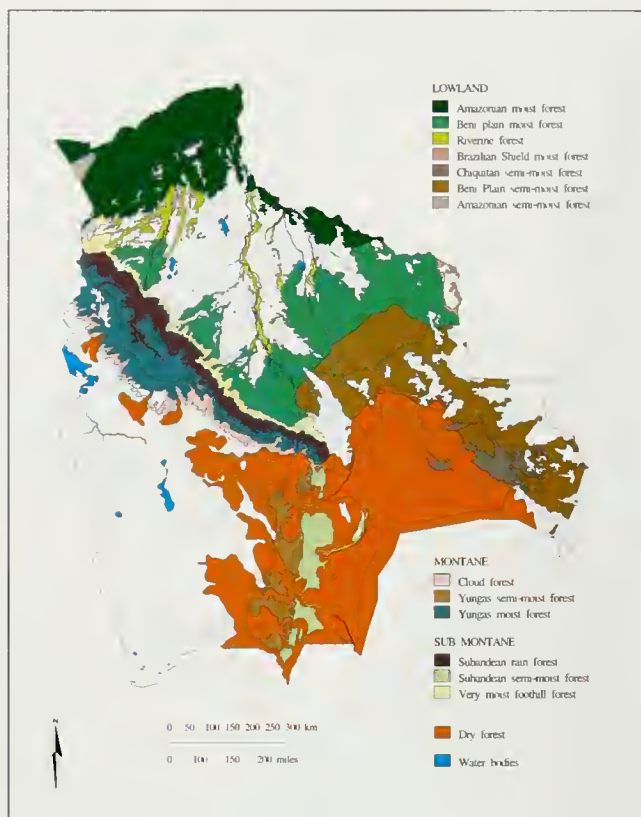 LOWLAND
Amazonian moist forest
Beni plain moist forest
Riverine forest
Brazilian Shield moist forest
Chiquitan semi-moist forest
Beni Plain semi-moist forest
Amazonian semi-moist forest
MONTANE
Cloud forest
Yungas semi-moist forest
Yungas moist forest
SUB MONTANE
Subandean rain forest
Subandean semi-moist forest
Very moist foothill forest
Dry forest
Water bodies
N
0 50 100 150 200 250 300 km
0 100 150 200 miles